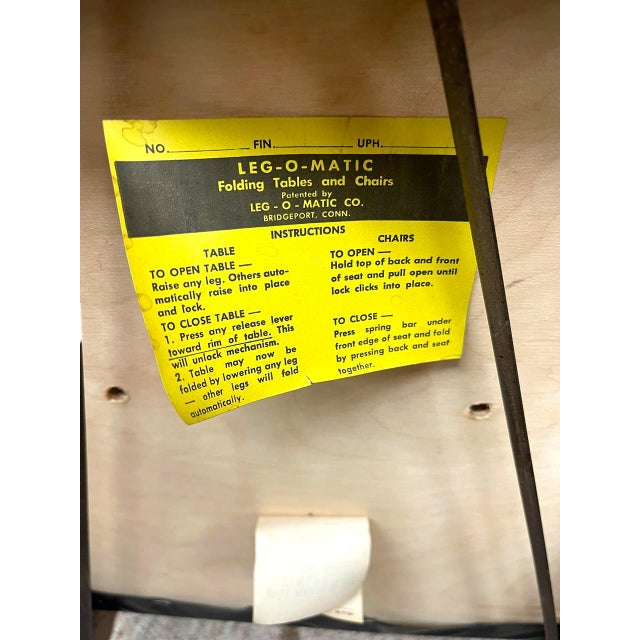 NO. FIN. UPH.
LEG-O-MATIC
Folding Tables and Chairs
Patented by
LEG - O - MATIC CO.
BRIDGEPORT, CONN.
INSTRUCTIONS
TABLE
TO OPEN TABLE —
Raise any leg. Others auto-
matically raise into place
and lock.
TO CLOSE TABLE —
1. Press any release lever
toward rim of table. This
will unlock mechanism.
2. Table may now be
folded by lowering any leg
— other legs will fold
automatically.
CHAIRS
TO OPEN —
Hold top of back and front
of seat and pull open until
lock clicks into place.
TO CLOSE —
Press spring bar under
front edge of seat and fold
by pressing back and seat
together.